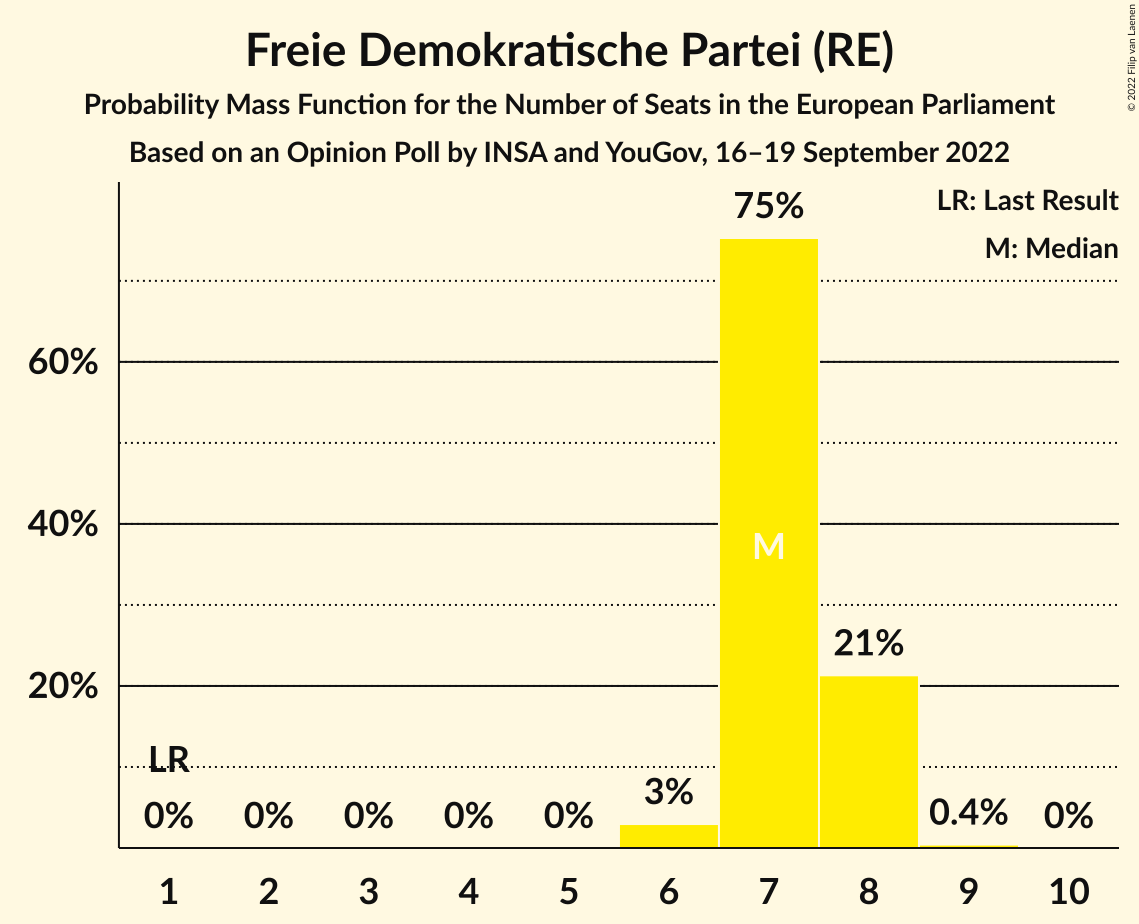 Freie Demokratische Partei (RE)
Probability Mass Function for the Number of Seats in the European Parliament
Based on an Opinion Poll by INSA and YouGov, 16–19 September 2022
© 2022 Filip van Laenen
LR: Last Result
M: Median
75%
60%
40%
M
21%
20%
LR
3%
0% 0% 0% 0% 0% 0.4% 0%
1 2 3 4 5 6 7 8 9 10